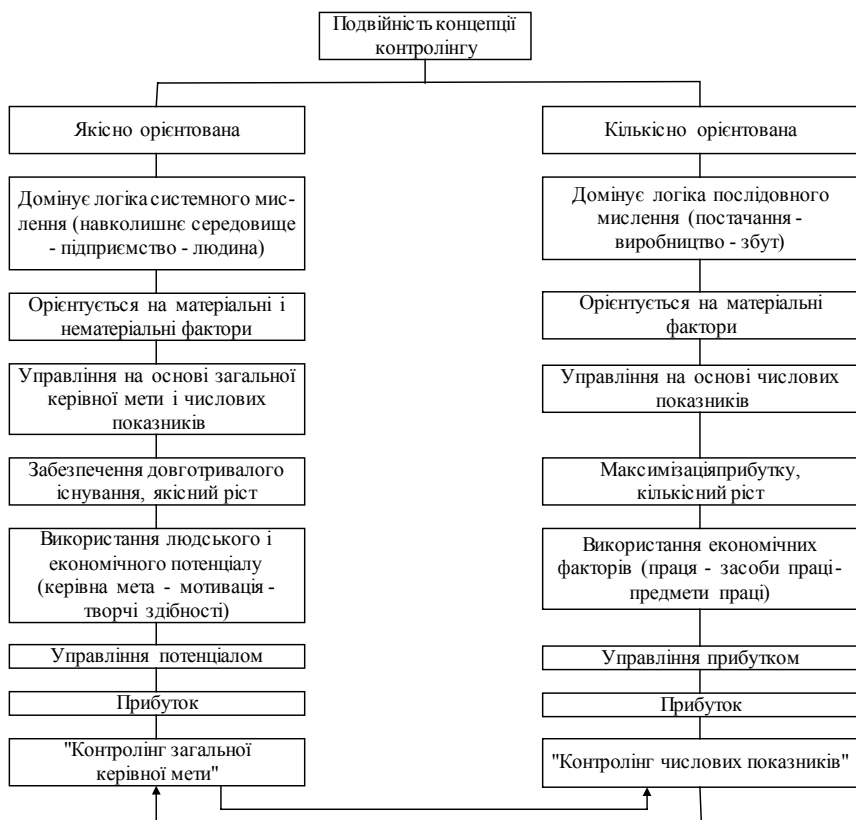 Подвійність концепції
контролінгу
Якісно орієнтована
Домінує логіка системного мис-
лення (навколишнє середовище
- підприємство - людина)
Орієнтується на матеріальні і
нематеріальні фактори
Управління на основі загальної
керівної мети і числових
показників
Забезпечення довготривалого
існування, якісний ріст
Використання людського і
економічного потенціалу
(керівна мета - мотивація -
творчі здібності)
Управління потенціалом
Прибуток
"Контролінг загальної
керівної мети"
Кількісно орієнтована
Домінує логіка послідовного
мислення (постачання -
виробництво - збут)
Орієнтується на матеріальні
фактори
Управління на основі числових
показників
Максимізаціяприбутку,
кількісний ріст
Використання економічних
факторів (праця - засоби праці-
предмети праці)
Управління прибутком
Прибуток
"Контролінг числових показників"